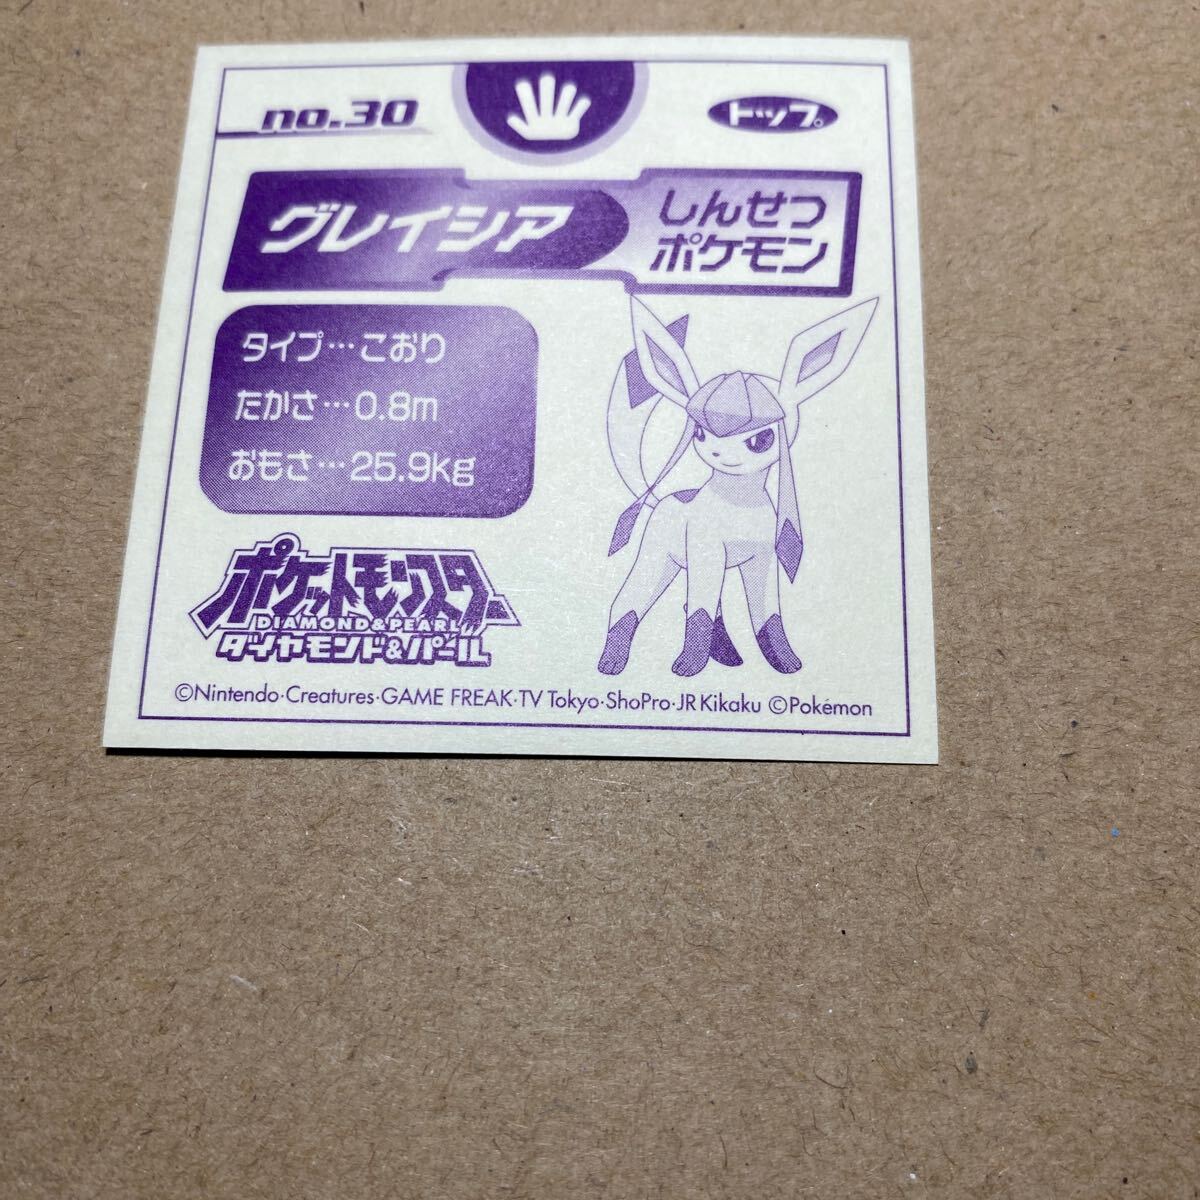 no.30
トップ
グレイシア
しんせつ
ポケモン
タイプ…こおり
たかさ…0.8m
おもさ…25.9kg
ポケットモンスター
DIAMOND&PEARL
ダイヤモンド&パール
©Nintendo·Creatures·GAME FREAK·TV Tokyo·ShoPro·JR Kikaku ©Pokémon